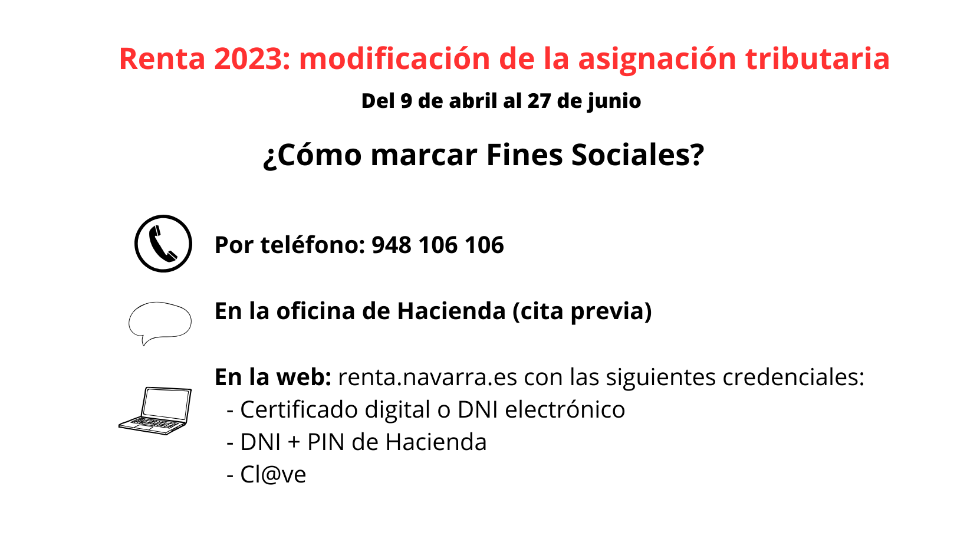 Renta 2023: modificación de la asignación tributaria
Del 9 de abril al 27 de junio
¿Cómo marcar Fines Sociales?
Por teléfono: 948 106 106
En la oficina de Hacienda (cita previa)
En la web: renta.navarra.es con las siguientes credenciales:
- Certificado digital o DNI electrónico
- DNI + PIN de Hacienda
- Cl@ve